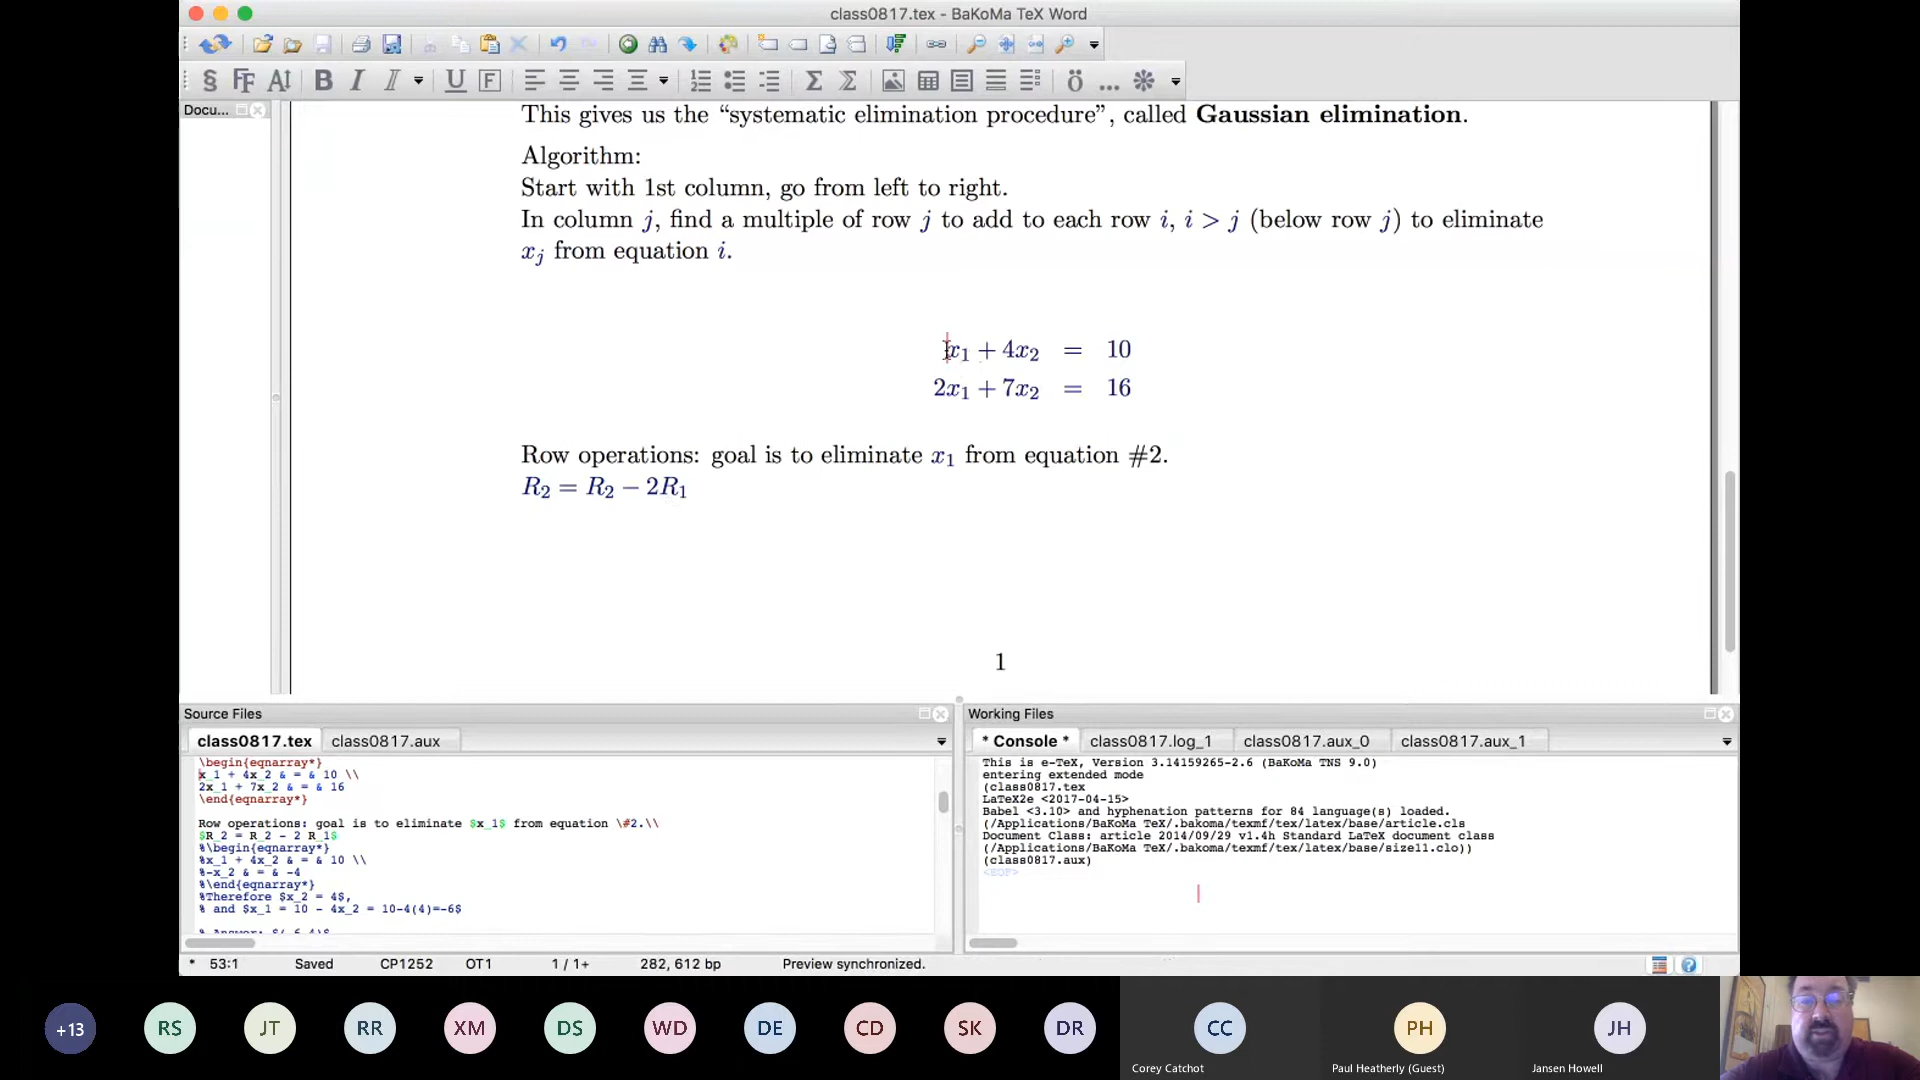 class0817.tex - BaKoMa TeX Word
Docu...
This gives us the “systematic elimination procedure”, called Gaussian elimination.
Algorithm:
Start with 1st column, go from left to right.
In column j, find a multiple of row j to add to each row i, i > j (below row j) to eliminate
xj from equation i.
x1 + 4x2 = 10
2x1 + 7x2 = 16
Row operations: goal is to eliminate x1 from equation #2.
R2 = R2 − 2R1
1
Source Files
class0817.tex class0817.aux
\begin{eqnarray*}
x_1 + 4x_2 & = & 10 \\
2x_1 + 7x_2 & = & 16
\end{eqnarray*}
Row operations: goal is to eliminate $x_1$ from equation \#2.\\
$R_2 = R_2 - 2 R_1$
%\begin{eqnarray*}
%x_1 + 4x_2 & = & 10 \\
%-x_2 & = & -4
%\end{eqnarray*}
%Therefore $x_2 = 4$,
% and $x_1 = 10 - 4x_2 = 10-4(4)=-6$
Working Files
* Console * class0817.log_1 class0817.aux_0 class0817.aux_1
This is e-TeX, Version 3.14159265-2.6 (BaKoMa TNS 9.0)
entering extended mode
(class0817.tex
LaTeX2e <2017-04-15>
Babel <3.10> and hyphenation patterns for 84 language(s) loaded.
(/Applications/BaKoMa TeX/.bakoma/texmf/tex/latex/base/article.cls
Document Class: article 2014/09/29 v1.4h Standard LaTeX document class
(/Applications/BaKoMa TeX/.bakoma/texmf/tex/latex/base/size11.clo))
(class0817.aux)
<EOF>
* 53:1 Saved CP1252 OT1 1 / 1+ 282, 612 bp Preview synchronized.
+13 RS JT RR XM DS WD DE CD SK DR CC PH JH
Corey Catchot Paul Heatherly (Guest) Jansen Howell